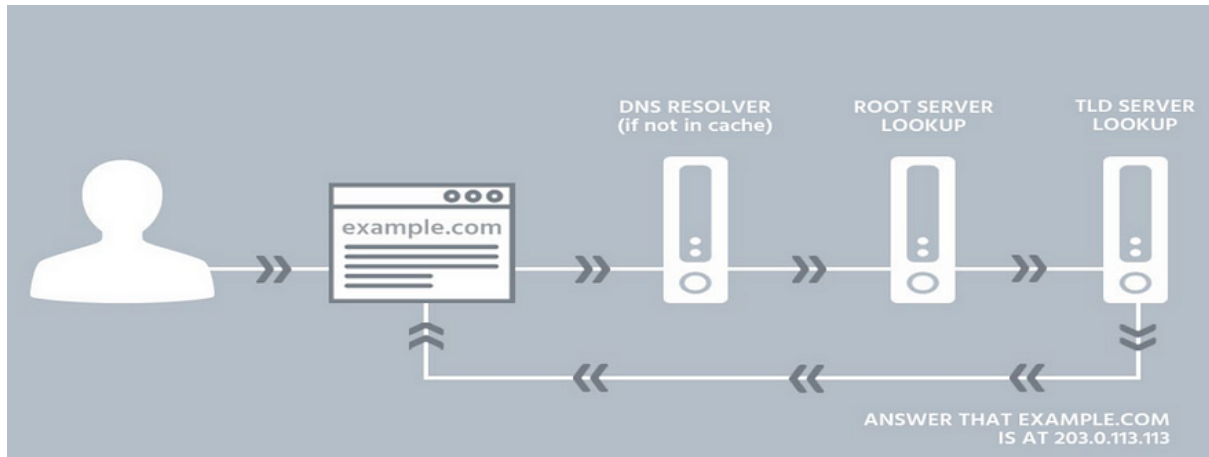 DNS RESOLVER
(if not in cache)
ROOT SERVER
LOOKUP
TLD SERVER
LOOKUP
example.com
ANSWER THAT EXAMPLE.COM
IS AT 203.0.113.113